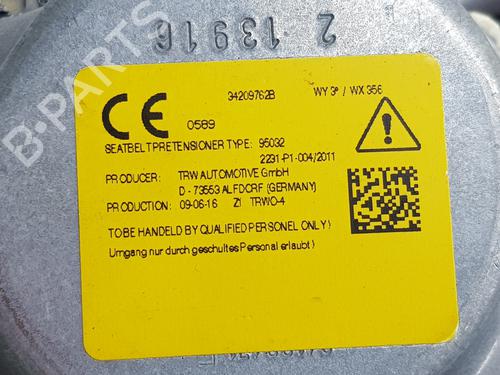 2 13916
34209762B WY 3° / WX 356
CE 0589
SEATBELT PRETENSIONER TYPE: 95032
2231-P1-004/2011
PRODUCER: TRW AUTOMOTIVE GmbH
D - 73553 ALFDORF (GERMANY)
PRODUCTION: 09-06-16 Zf TRWO-4
TO BE HANDELD BY QUALIFIED PERSONEL ONLY!
Umgang nur durch geschultes Personal erlaubt!
B-PARTS